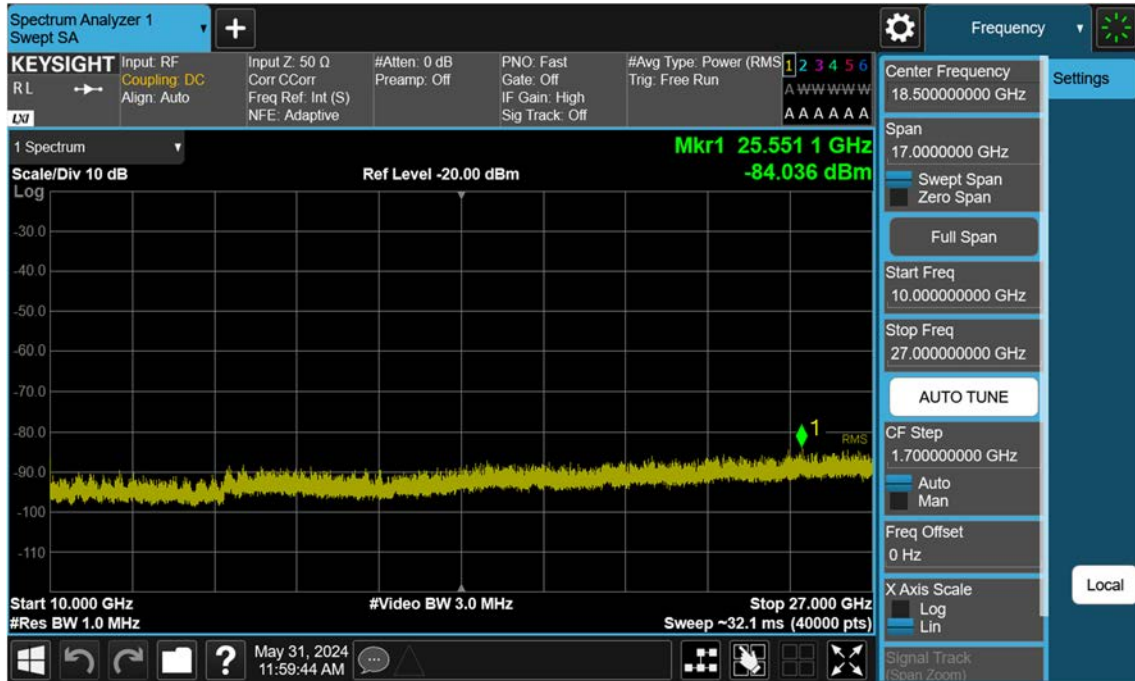 Spectrum Analyzer 1
Swept SA
Frequency
KEYSIGHT
R L
LXI
Input: RF
Coupling: DC
Align: Auto
Input Z: 50 Ω
Corr CCorr
Freq Ref: Int (S)
NFE: Adaptive
#Atten: 0 dB
Preamp: Off
PNO: Fast
Gate: Off
IF Gain: High
Sig Track: Off
#Avg Type: Power (RMS
Trig: Free Run
1 2 3 4 5 6
A W W W W W
A A A A A A
1 Spectrum
Scale/Div 10 dB
Log
Ref Level -20.00 dBm
Mkr1 25.551 1 GHz
-84.036 dBm
-30.0
-40.0
-50.0
-60.0
-70.0
-80.0
-90.0
-100
-110
1
RMS
Start 10.000 GHz
#Res BW 1.0 MHz
#Video BW 3.0 MHz
Stop 27.000 GHz
Sweep ~32.1 ms (40000 pts)
Center Frequency
18.500000000 GHz
Span
17.0000000 GHz
Swept Span
Zero Span
Full Span
Start Freq
10.000000000 GHz
Stop Freq
27.000000000 GHz
AUTO TUNE
CF Step
1.700000000 GHz
Auto
Man
Freq Offset
0 Hz
X Axis Scale
Log
Lin
Signal Track
(Span Zoom)
Settings
Local
?
May 31, 2024
11:59:44 AM